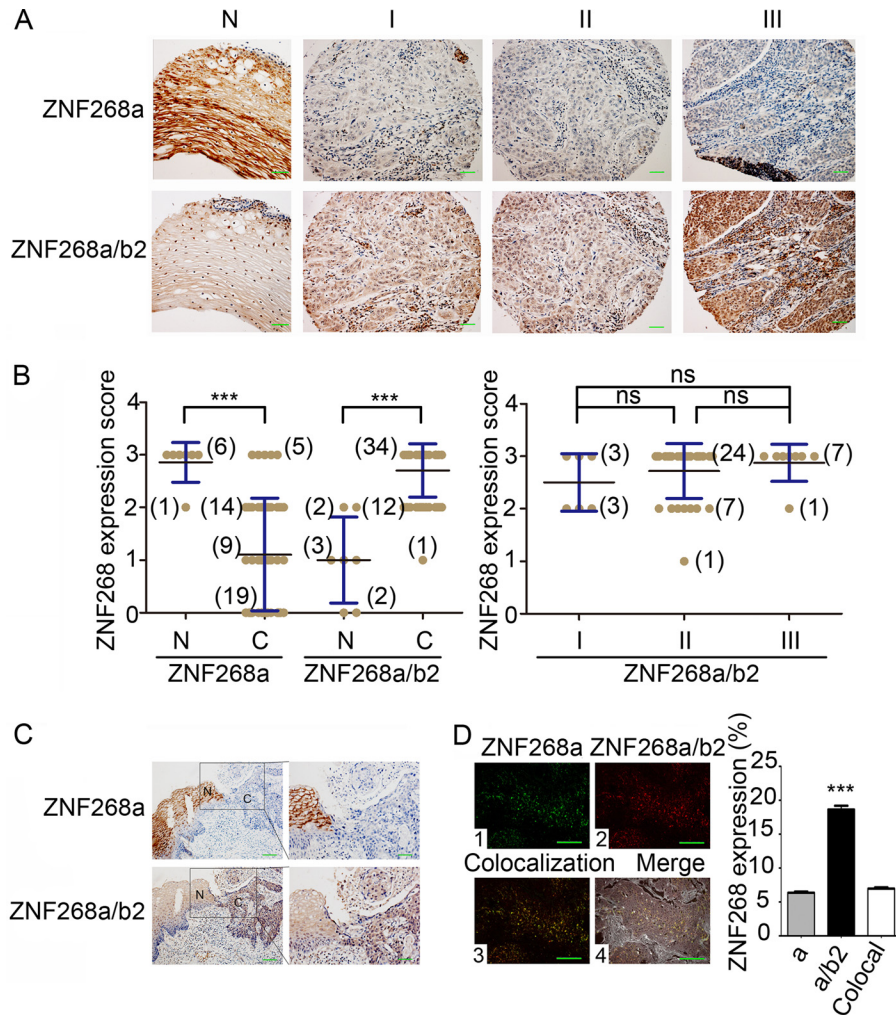 A
N I II III
ZNF268a
ZNF268a/b2
B
ZNF268 expression score
4
3
2
1
0
*** ***
(6) (5) (34)
(1) (14) (2) (12)
(9) (3) (1)
(19) (2)
N C N C
ZNF268a ZNF268a/b2
ZNF268 expression score
4
3
2
1
0
ns
ns ns
(3) (24) (7)
(3) (7) (1)
(1)
I II III
ZNF268a/b2
C
ZNF268a
N C
ZNF268a/b2
N C
D
ZNF268a ZNF268a/b2
1 2
Colocalization Merge
3 4
ZNF268 expression (%)
25
20
15
10
5
0
***
a
a/b2
Colocal